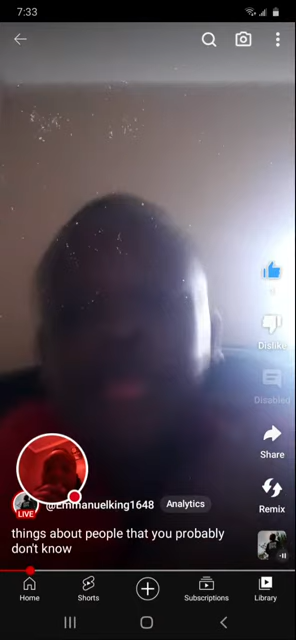 7:33
Dislike
Disabled
Share
Remix
LIVE
@Emmanuelking1648
Analytics
things about people that you probably
don't know
Home
Shorts
Subscriptions
Library